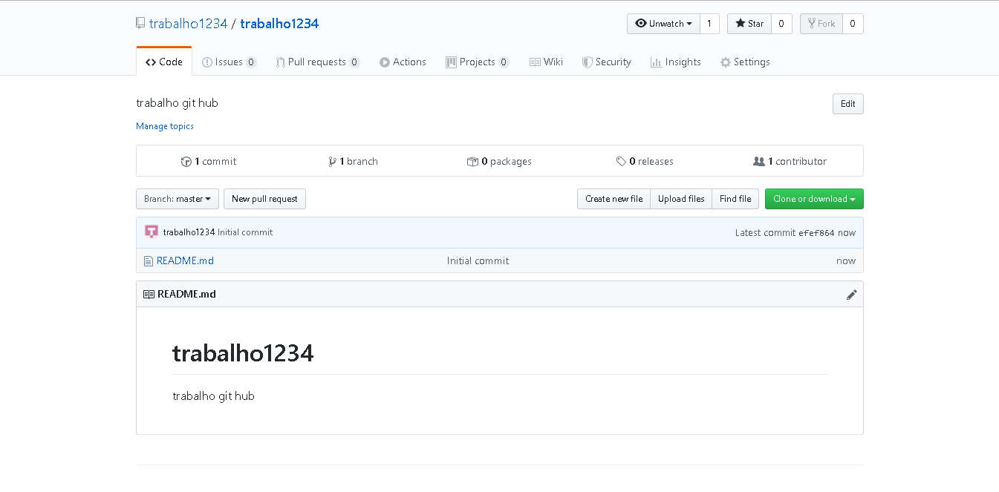 trabalho1234 / trabalho1234 Unwatch 1 Star 0 Fork 0
Code Issues 0 Pull requests 0 Actions Projects 0 Wiki Security Insights Settings
trabalho git hub Edit
Manage topics
1 commit 1 branch 0 packages 0 releases 1 contributor
Branch: master New pull request Create new file Upload files Find file Clone or download
T trabalho1234 Initial commit Latest commit efef864 now
README.md Initial commit now
README.md
trabalho1234
trabalho git hub